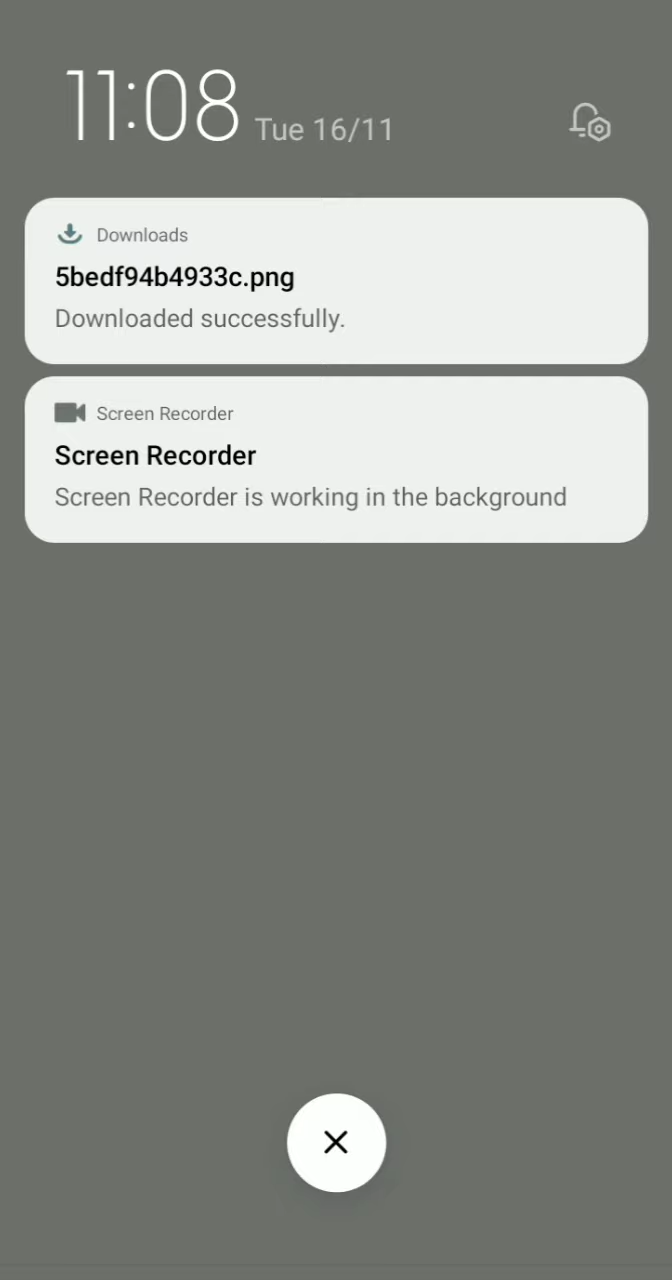 11:08 Tue 16/11
Downloads
5bedf94b4933c.png
Downloaded successfully.
Screen Recorder
Screen Recorder
Screen Recorder is working in the background